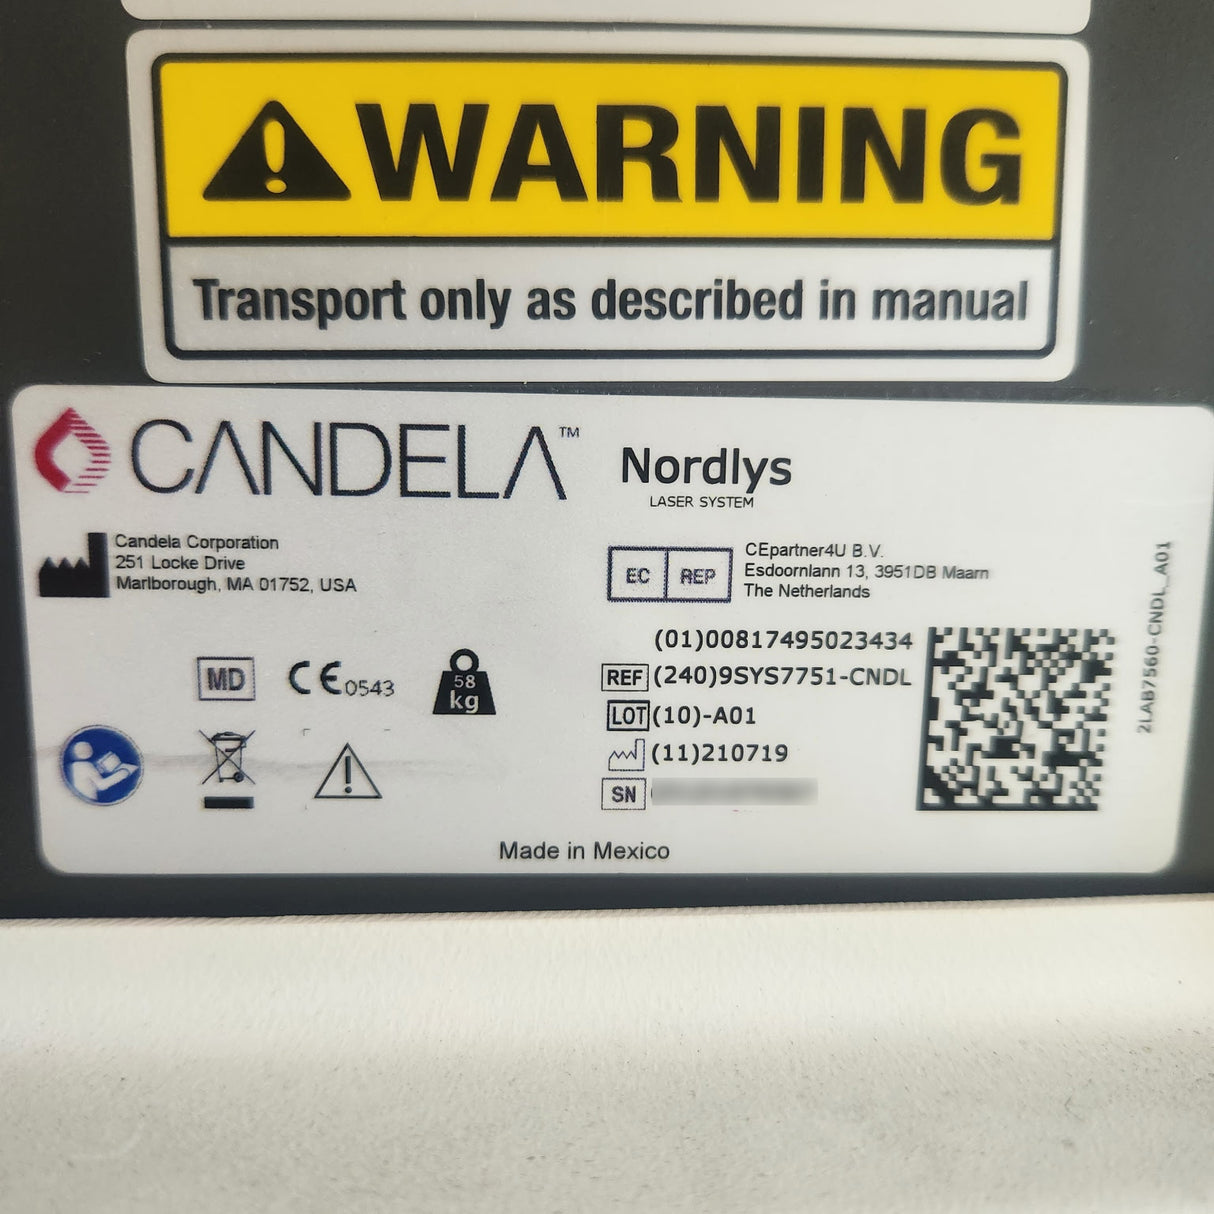 WARNING
Transport only as described in manual
CANDELA™
Nordlys
LASER SYSTEM
Candela Corporation
251 Locke Drive
Marlborough, MA 01752, USA
EC REP
CEpartner4U B.V.
Esdoornlann 13, 3951DB Maarn
The Netherlands
MD
CE 0543
58
kg
(01)00817495023434
REF (240)9SYS7751-CNDL
LOT (10)-A01
(11)210719
SN
2LAB7560-CNDL_A01
Made in Mexico